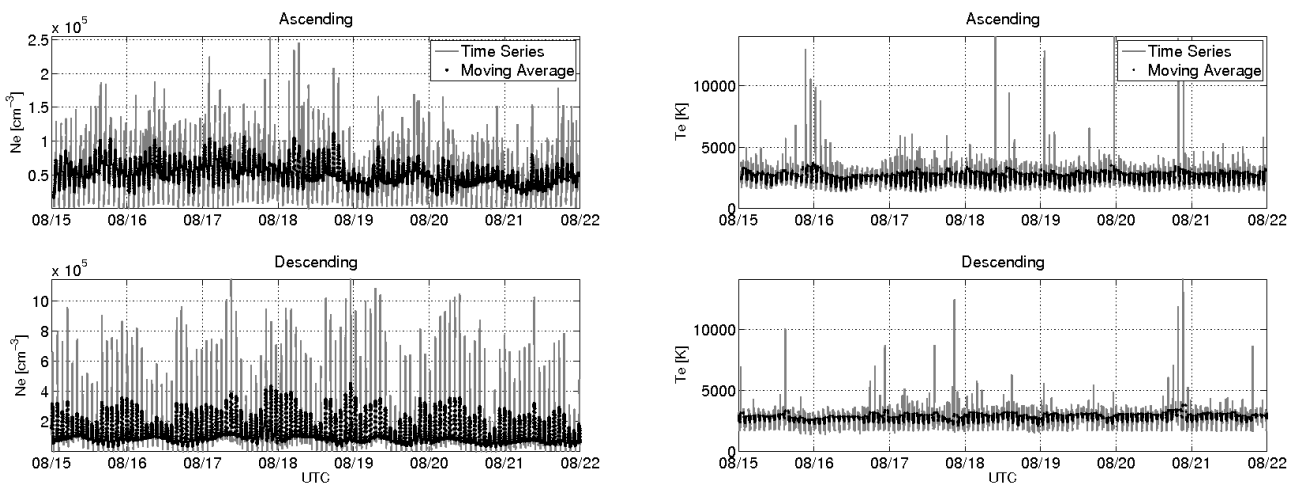 Ascending
x 10⁵
2.5
2
1.5
1
0.5
Ne [cm⁻³]
Time Series
Moving Average
08/15 08/16 08/17 08/18 08/19 08/20 08/21 08/22
Ascending
10000
5000
0
Te [K]
Time Series
Moving Average
08/15 08/16 08/17 08/18 08/19 08/20 08/21 08/22
Descending
x 10⁵
10
8
6
4
2
Ne [cm⁻³]
08/15 08/16 08/17 08/18 08/19 08/20 08/21 08/22
UTC
Descending
10000
5000
0
Te [K]
08/15 08/16 08/17 08/18 08/19 08/20 08/21 08/22
UTC